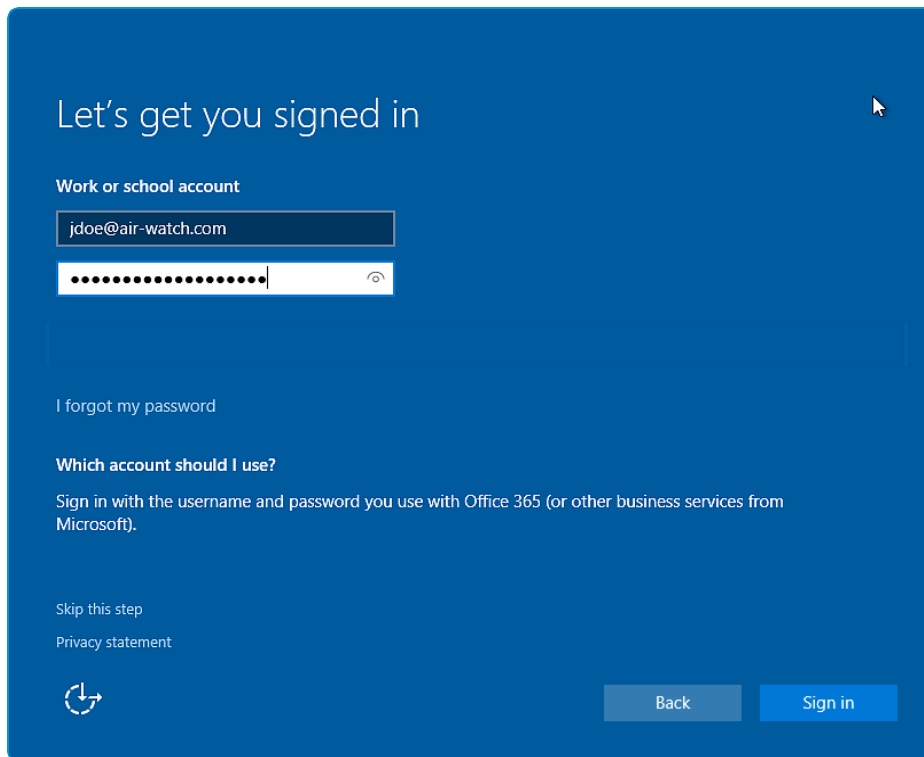 Let's get you signed in
Work or school account
jdoe@air-watch.com
●●●●●●●●●●●●●●●●●●●
I forgot my password
Which account should I use?
Sign in with the username and password you use with Office 365 (or other business services from
Microsoft).
Skip this step
Privacy statement
Back
Sign in